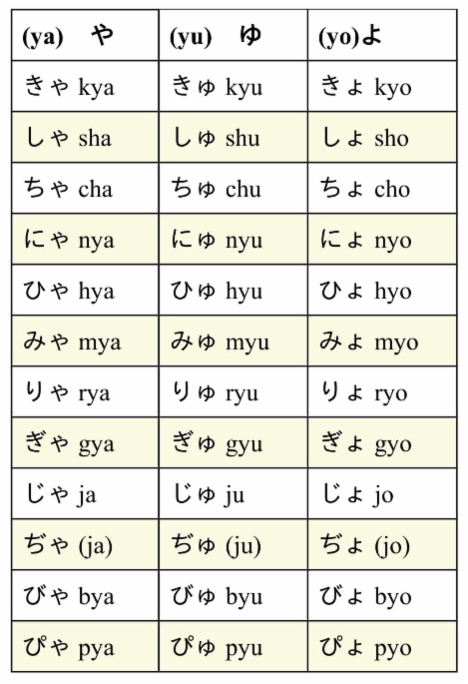 (ya) や (yu) ゆ (yo)よ
きゃ kya きゅ kyu きょ kyo
しゃ sha しゅ shu しょ sho
ちゃ cha ちゅ chu ちょ cho
にゃ nya にゅ nyu にょ nyo
ひゃ hya ひゅ hyu ひょ hyo
みゃ mya みゅ myu みょ myo
りゃ rya りゅ ryu りょ ryo
ぎゃ gya ぎゅ gyu ぎょ gyo
じゃ ja じゅ ju じょ jo
ぢゃ (ja) ぢゅ (ju) ぢょ (jo)
びゃ bya びゅ byu びょ byo
ぴゃ pya ぴゅ pyu ぴょ pyo